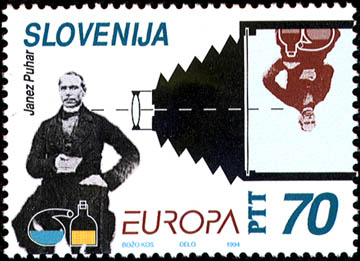 SLOVENIJA
Janez Puhar
EUROPA
PTT 70
BOŽO KOS DELO 1994